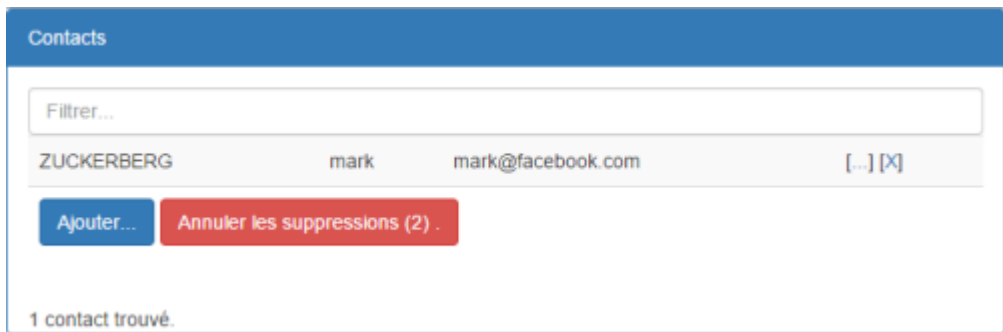 Contacts
Filtrer...
ZUCKERBERG mark mark@facebook.com [...] [X]
Ajouter... Annuler les suppressions (2) .
1 contact trouvé.